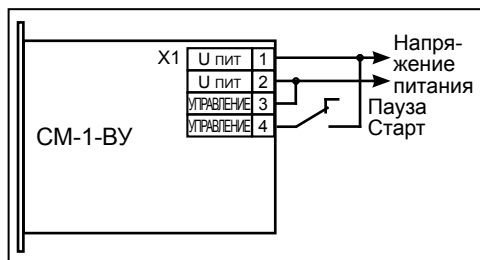 X1
U пит 1
U пит 2
УПРАВЛЕНИЕ 3
УПРАВЛЕНИЕ 4
СМ-1-ВУ
Напря-
жение
питания
Пауза
Старт